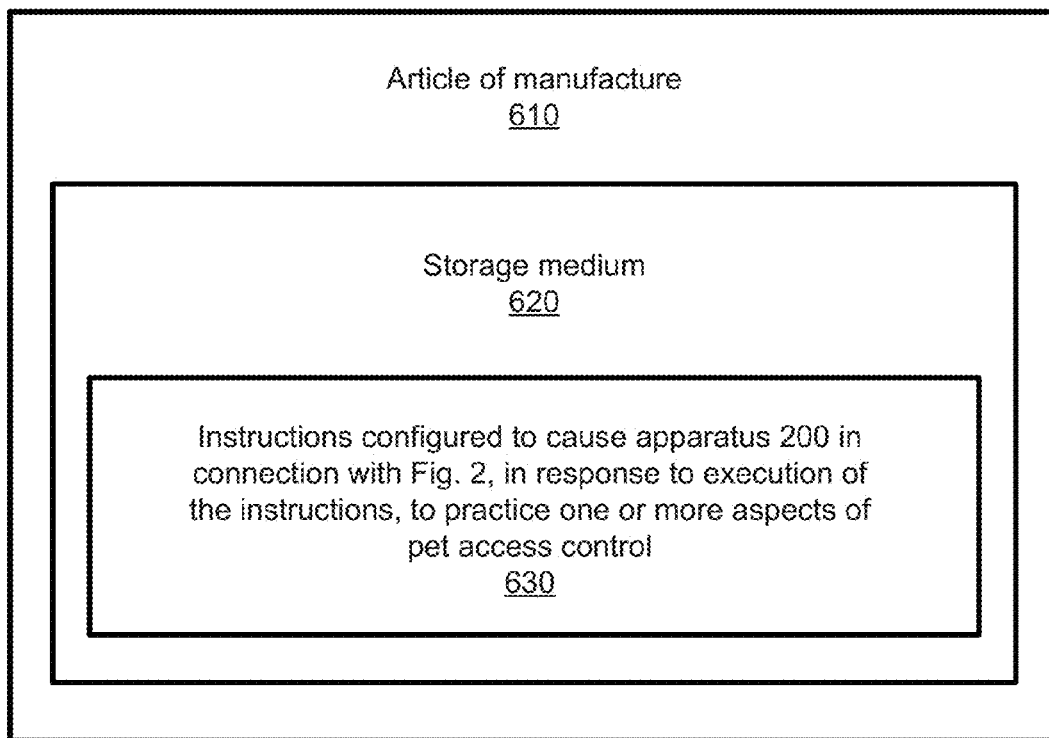 Article of manufacture
610
Storage medium
620
Instructions configured to cause apparatus 200 in
connection with Fig. 2, in response to execution of
the instructions, to practice one or more aspects of
pet access control
630